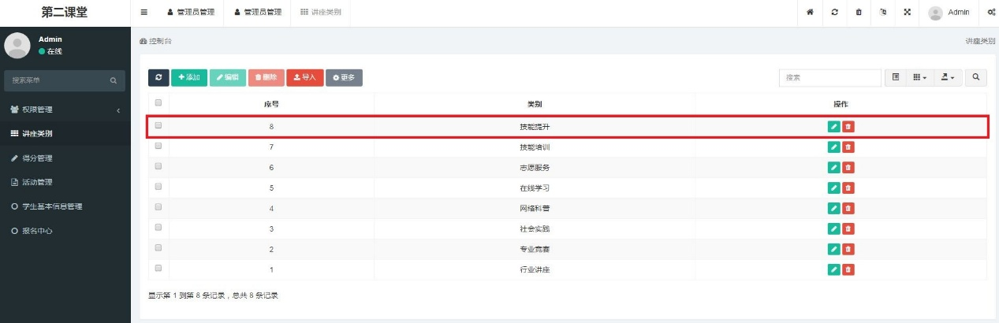 第二课堂
管理员管理 管理员管理 讲座类别 Admin
Admin
在线
控制台 讲座类别
搜索菜单
添加 编辑 删除 导入 更多 搜索
权限管理
讲座类别
得分管理
活动管理
学生基本信息管理
报名中心
序号 类别 操作
8 技能提升
7 技能培训
6 志愿服务
5 在线学习
4 网络科普
3 社会实践
2 专业竞赛
1 行业讲座
显示第 1 到第 8 条记录，总共 8 条记录